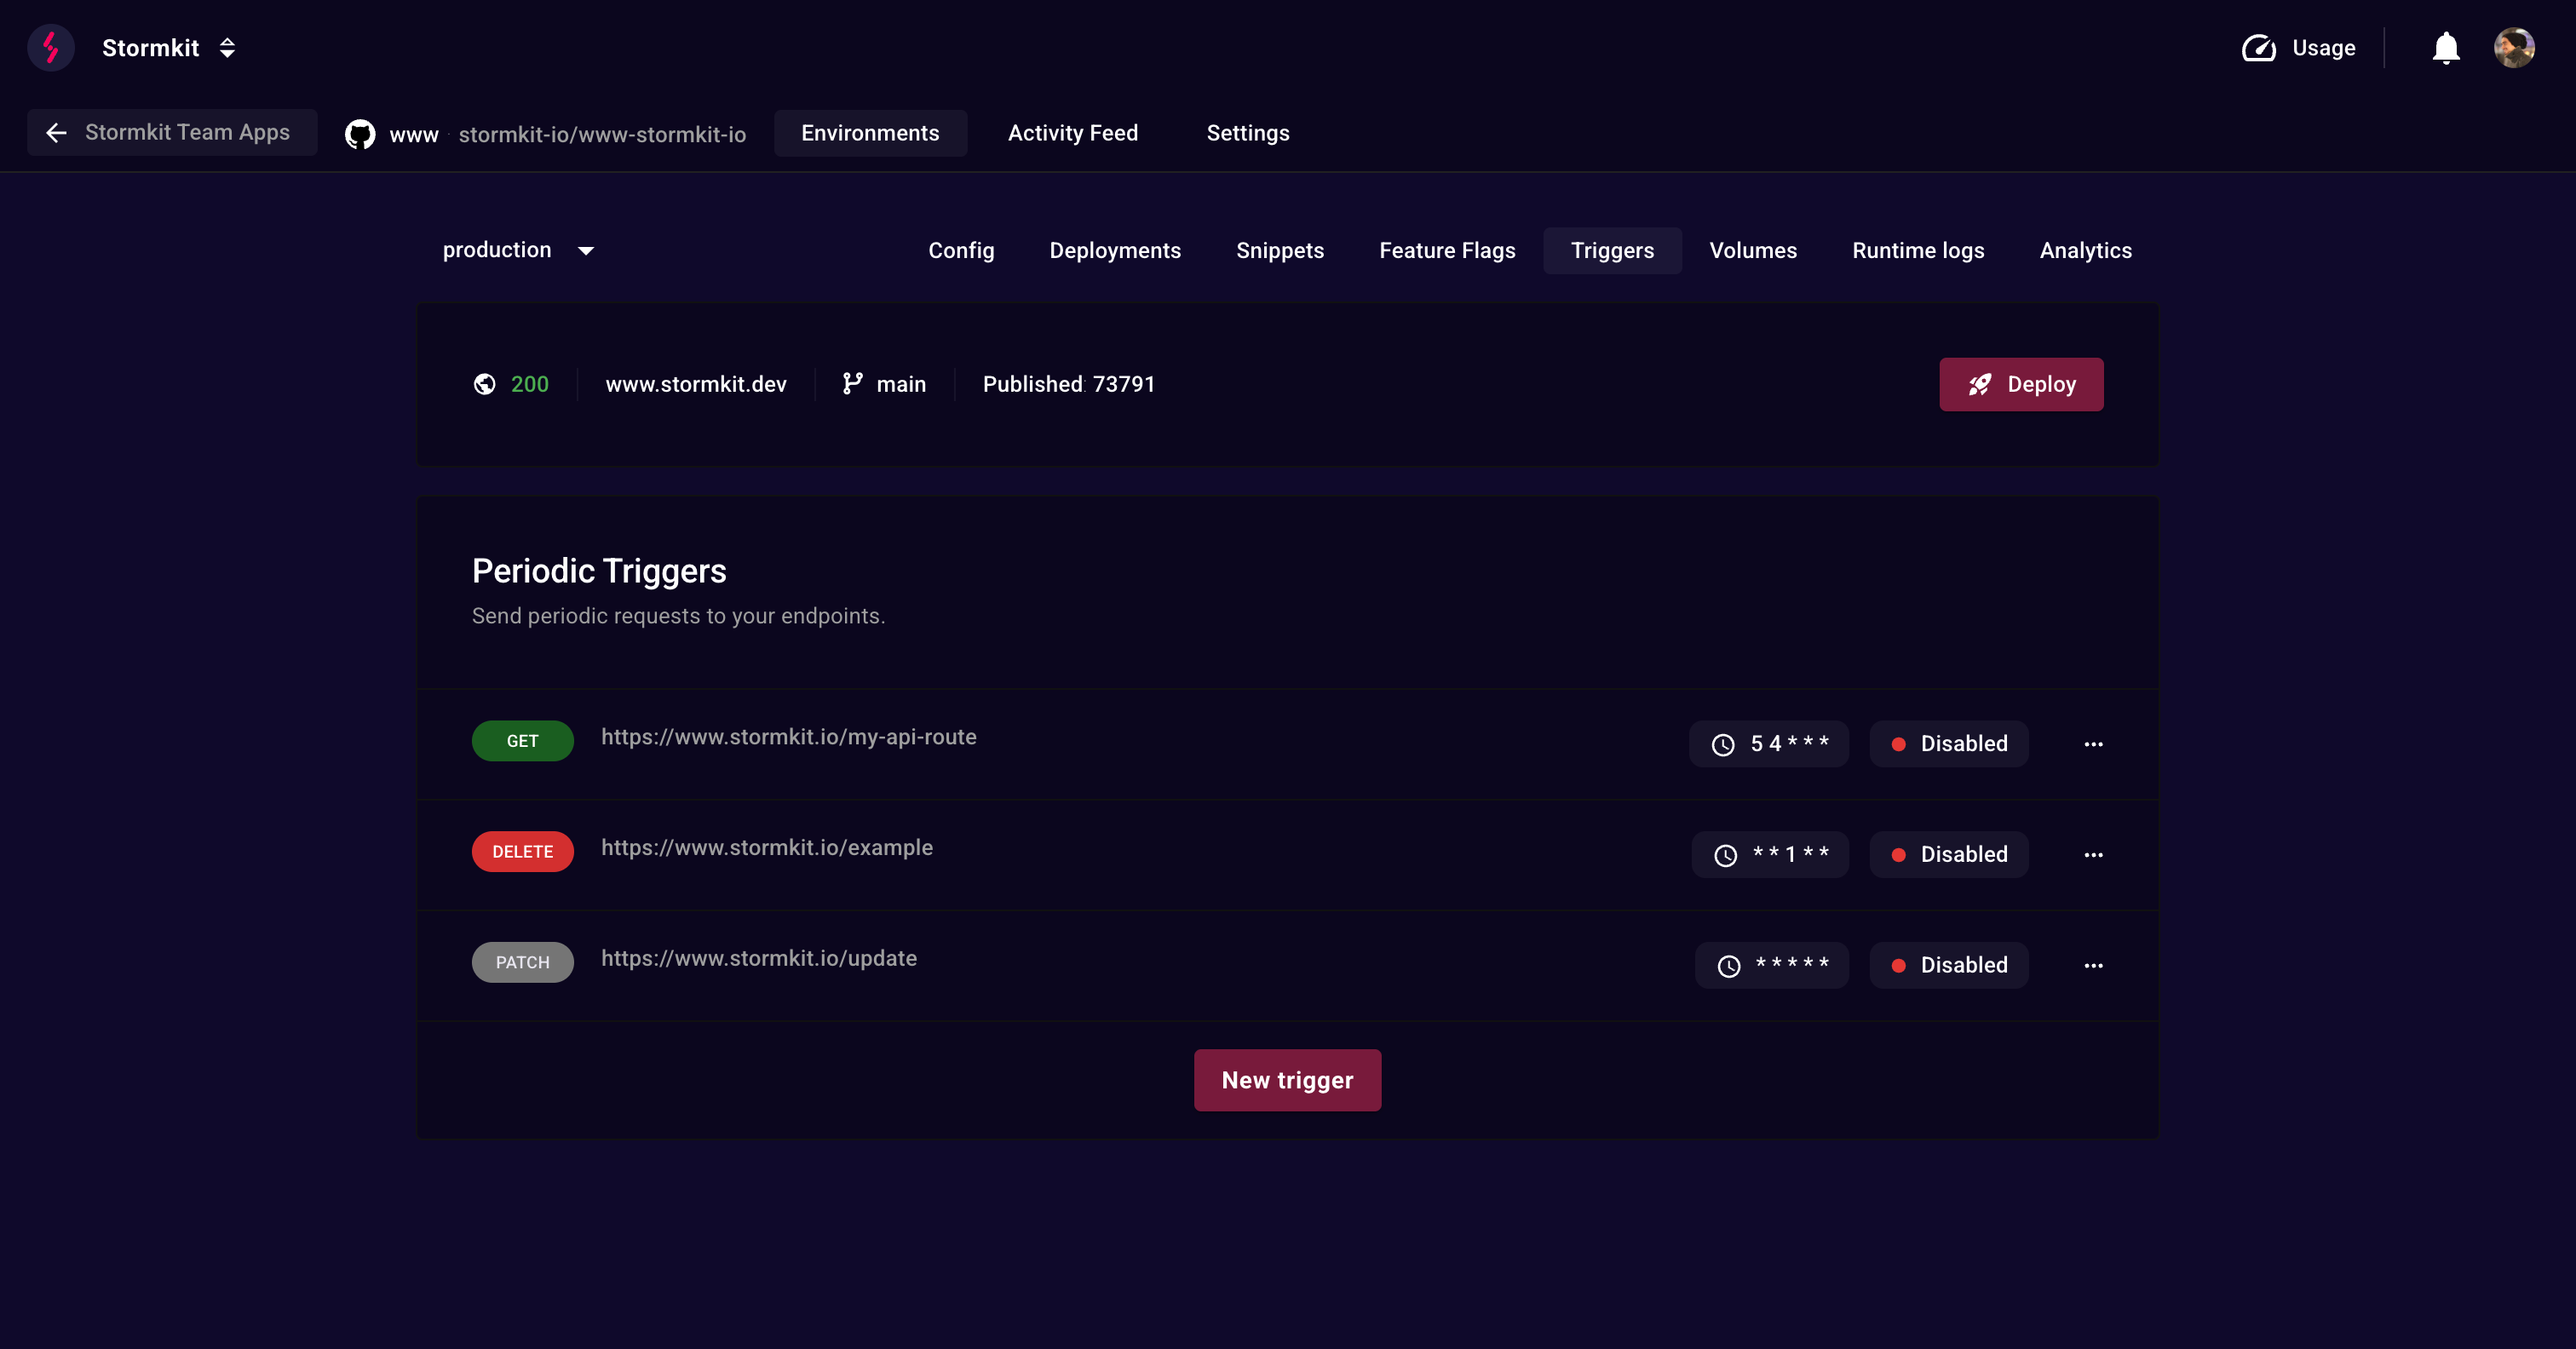 Stormkit
Usage
Stormkit Team Apps
www · stormkit-io/www-stormkit-io
Environments
Activity Feed
Settings
production
Config
Deployments
Snippets
Feature Flags
Triggers
Volumes
Runtime logs
Analytics
200
www.stormkit.dev
main
Published: 73791
Deploy
Periodic Triggers
Send periodic requests to your endpoints.
GET
https://www.stormkit.io/my-api-route
5 4 * * *
Disabled
DELETE
https://www.stormkit.io/example
* * 1 * *
Disabled
PATCH
https://www.stormkit.io/update
* * * * *
Disabled
New trigger